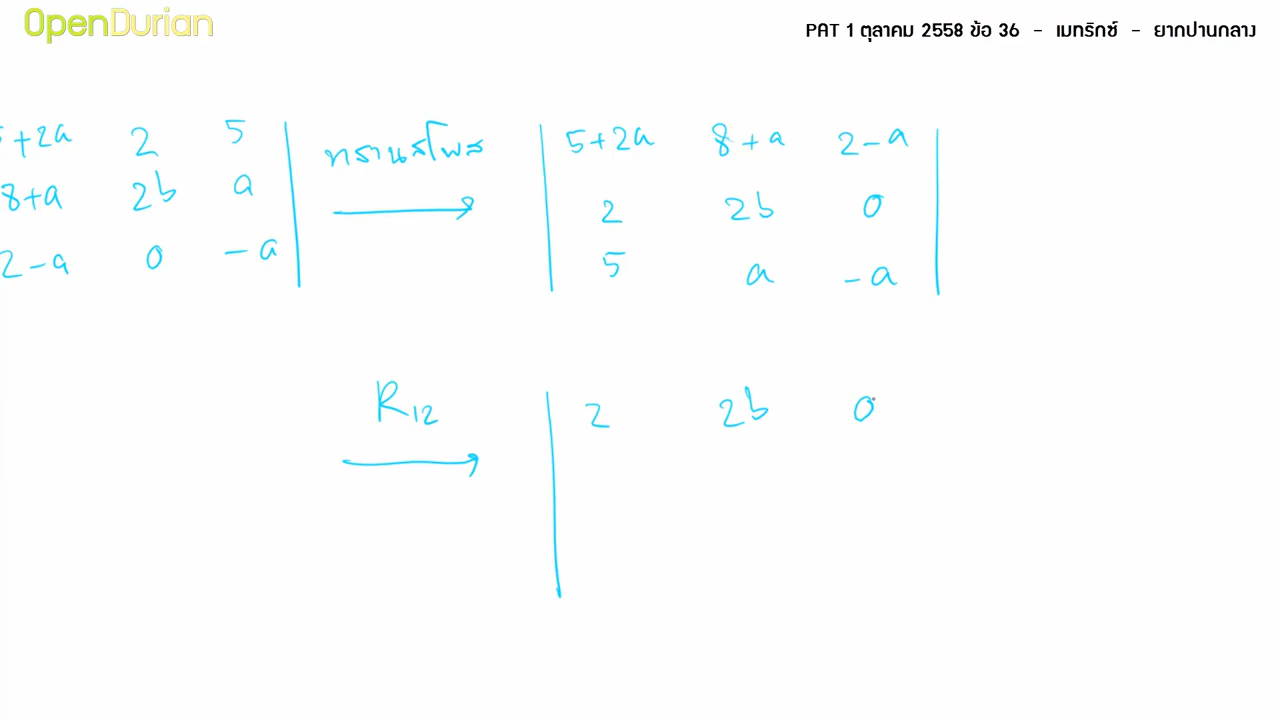 OpenDurian
PAT 1 ตุลาคม 2558 ข้อ 36 - เมทริกซ์ - ยากปานกลาง
+2a 2 5 ทรานสโพส 5+2a 8+a 2-a
8+a 2b a 2 2b 0
2-a 0 -a 5 a -a
R12 2 2b 0